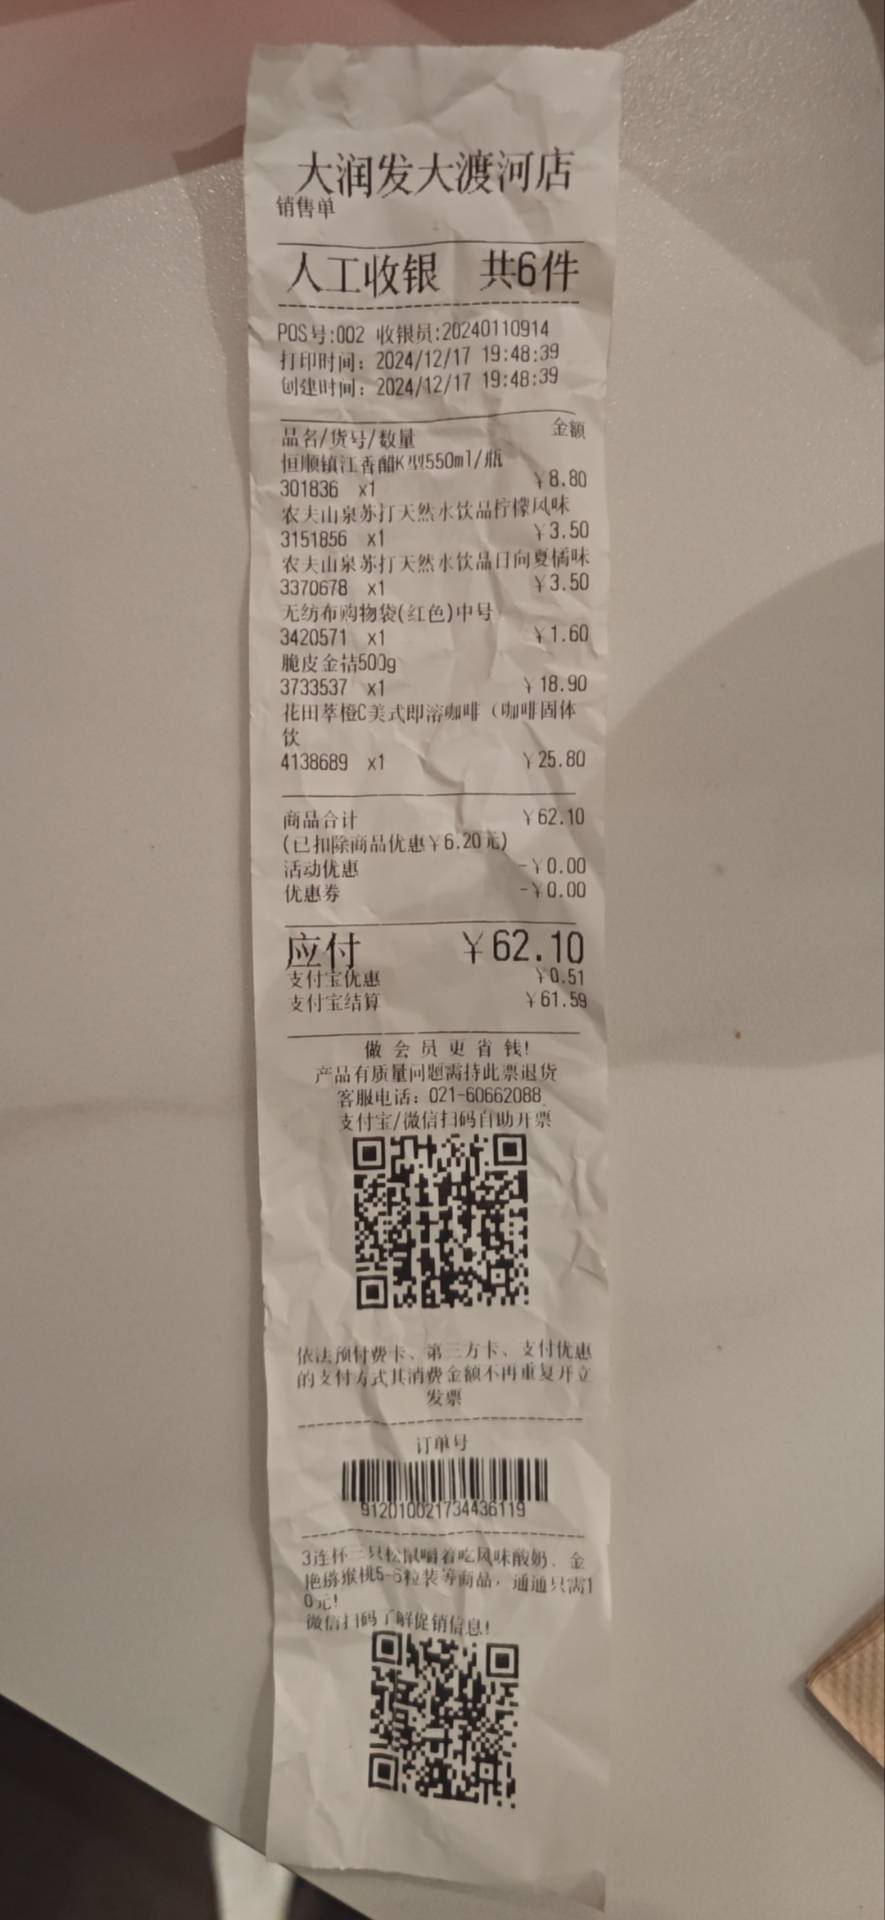 大润发大渡河店
销售单
人工收银 共6件
POS号:002 收银员:20240110914
打印时间: 2024/12/17 19:48:39
创建时间: 2024/12/17 19:48:39
品名/货号/数量 金额
恒顺镇江香醋K型550ml/瓶
301836 x1 ¥8.80
农夫山泉苏打天然水饮品柠檬风味
3151856 x1 ¥3.50
农夫山泉苏打天然水饮品日向夏橘味
3370678 x1 ¥3.50
无纺布购物袋(红色)中号
3420571 x1 ¥1.60
脆皮金桔500g
3733537 x1 ¥18.90
花田萃橙C美式即溶咖啡(咖啡固体
饮
4138689 x1 ¥25.80
商品合计 ¥62.10
(已扣除商品优惠¥6.20元)
活动优惠 -¥0.00
优惠券 -¥0.00
应付 ¥62.10
支付宝优惠 ¥0.51
支付宝结算 ¥61.59
做会员更省钱!
产品有质量问题需持此票退货
客服电话: 021-60662088
支付宝/微信扫码自助开票
依法预付费卡、第三方卡、支付优惠
的支付方式其消费金额不再重复开立
发票
订单号
912010021734436119
3连杯三只松鼠嚼着吃风味酸奶、金
艳猕猴桃5-6粒装等商品,通通只需1
0元!
微信扫码了解促销信息!